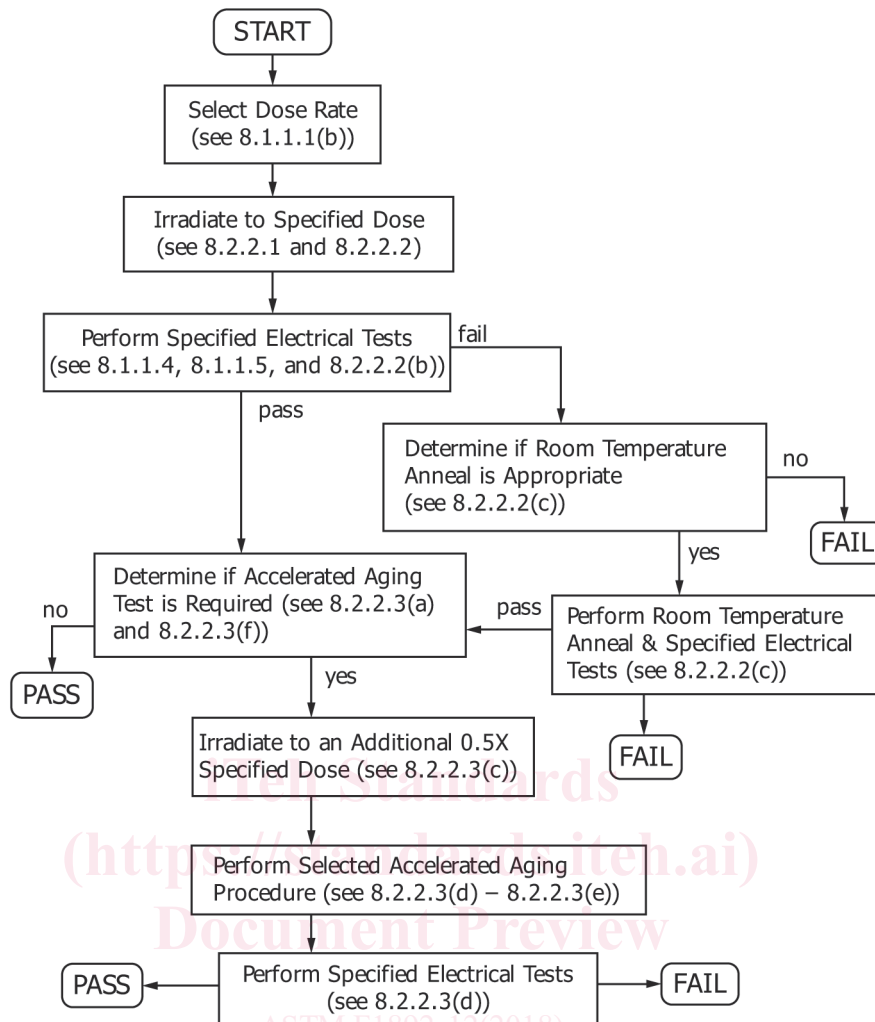 START
Select Dose Rate
(see 8.1.1.1(b))
Irradiate to Specified Dose
(see 8.2.2.1 and 8.2.2.2)
Perform Specified Electrical Tests
(see 8.1.1.4, 8.1.1.5, and 8.2.2.2(b))
fail
pass
Determine if Room Temperature
Anneal is Appropriate
(see 8.2.2.2(c))
no
FAIL
yes
Determine if Accelerated Aging
Test is Required (see 8.2.2.3(a)
and 8.2.2.3(f))
no
PASS
pass
Perform Room Temperature
Anneal & Specified Electrical
Tests (see 8.2.2.2(c))
FAIL
yes
Irradiate to an Additional 0.5X
Specified Dose (see 8.2.2.3(c))
iTeh Standards
(https://standards.iteh.ai)
Perform Selected Accelerated Aging
Procedure (see 8.2.2.3(d) – 8.2.2.3(e))
Document Preview
PASS
Perform Specified Electrical Tests
(see 8.2.2.3(d))
FAIL
ASTM F1892-12(2018)